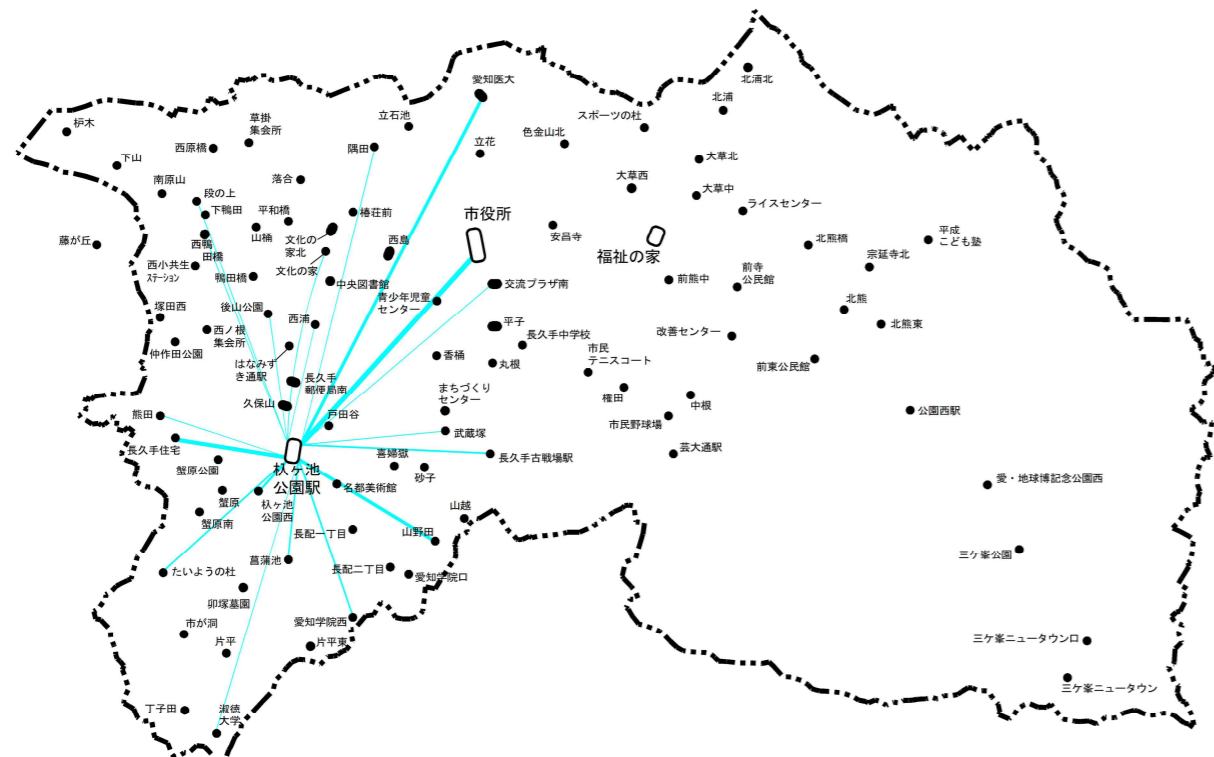 北浦北
愛知医大
北浦
スポーツの杜
立石池
草掛
集会所
枦木
色金山北
立花
隅田
西原橋
下山
大草北
大草西
大草中
落合
南原山
段の上
ライスセンター
下鴨田
平和橋
椿荘前
市役所
安昌寺
平成
こども塾
北熊橋
藤が丘
西鴨
田橋
山桶
文化の
家北
西島
福祉の家
宗延寺北
西小共生
ステーション
鴨田橋
文化の家
中央図書館
交流プラザ南
前熊中
前寺
公民館
青少年児童
センター
塚田西
後山公園
西浦
北熊
平子
長久手中学校
改善センター
北熊東
仲作田公園
西ノ根
集会所
はなみず
き通駅
香桶
丸根
市民
テニスコート
前東公民館
長久手
郵便局南
まちづくり
センター
権田
中根
久保山
熊田
戸田谷
武蔵塚
市民野球場
公園西駅
長久手住宅
蟹原公園
杁ヶ池
公園駅
喜婦嶽
砂子
長久手古戦場駅
芸大通駅
蟹原
杁ヶ池
公園西
名都美術館
愛・地球博記念公園西
蟹原南
山越
長配一丁目
山野田
三ケ峯公園
菖蒲池
たいようの杜
長配二丁目
愛知学院口
卯塚墓園
市が洞
愛知学院西
片平
片平東
三ケ峯ニュータウン口
三ケ峯ニュータウン
丁子田
淑徳
大学